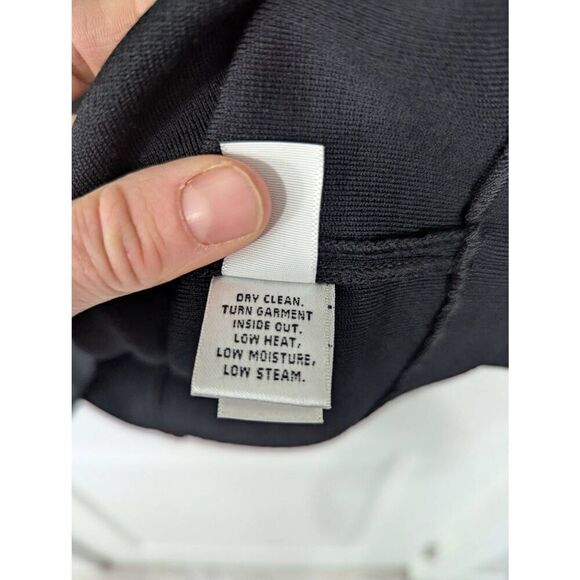 DRY CLEAN.
TURN GARMENT
INSIDE OUT.
LOW HEAT,
LOW MOISTURE,
LOW STEAM.